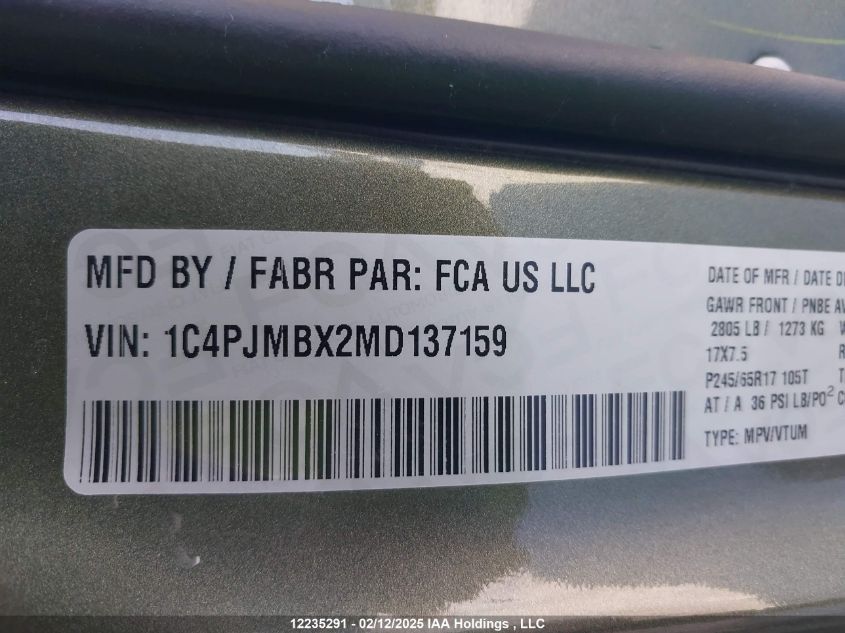 MFD BY / FABR PAR: FCA US LLC
VIN: 1C4PJMBX2MD137159
DATE OF MFR / DATE D
GAWR FRONT / PNBE AV
2805 LB / 1273 KG
17X7.5 R
P245/65R17 105T T
AT / A 36 PSI LB/PO² C
TYPE: MPV/VTUM
12235291 - 02/12/2025 IAA Holdings , LLC